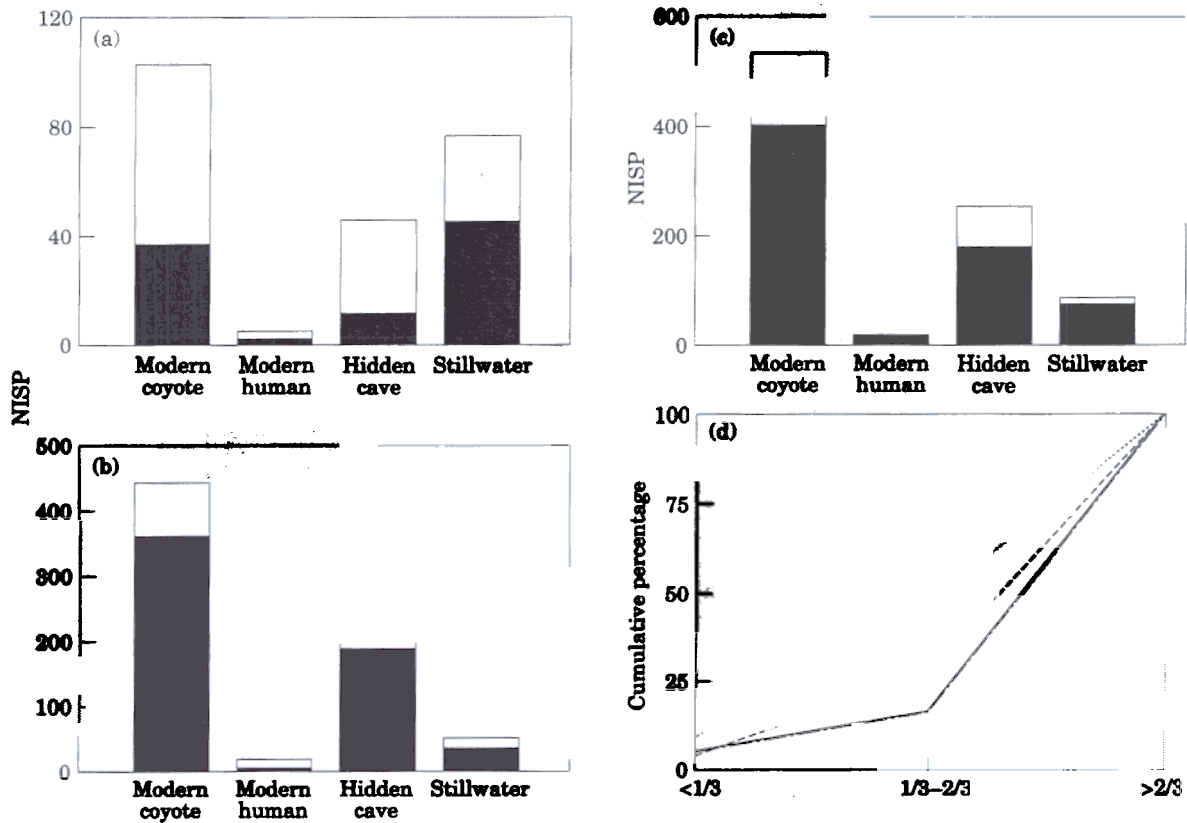 120
(a)
80
40
0
Modern coyote
Modern human
Hidden cave
Stillwater
NISP
500
(b)
400
300
200
100
0
Modern coyote
Modern human
Hidden cave
Stillwater
600
(c)
400
200
0
NISP
Modern coyote
Modern human
Hidden cave
Stillwater
100
(d)
75
50
25
0
Cumulative percentage
<1/3
1/3–2/3
>2/3